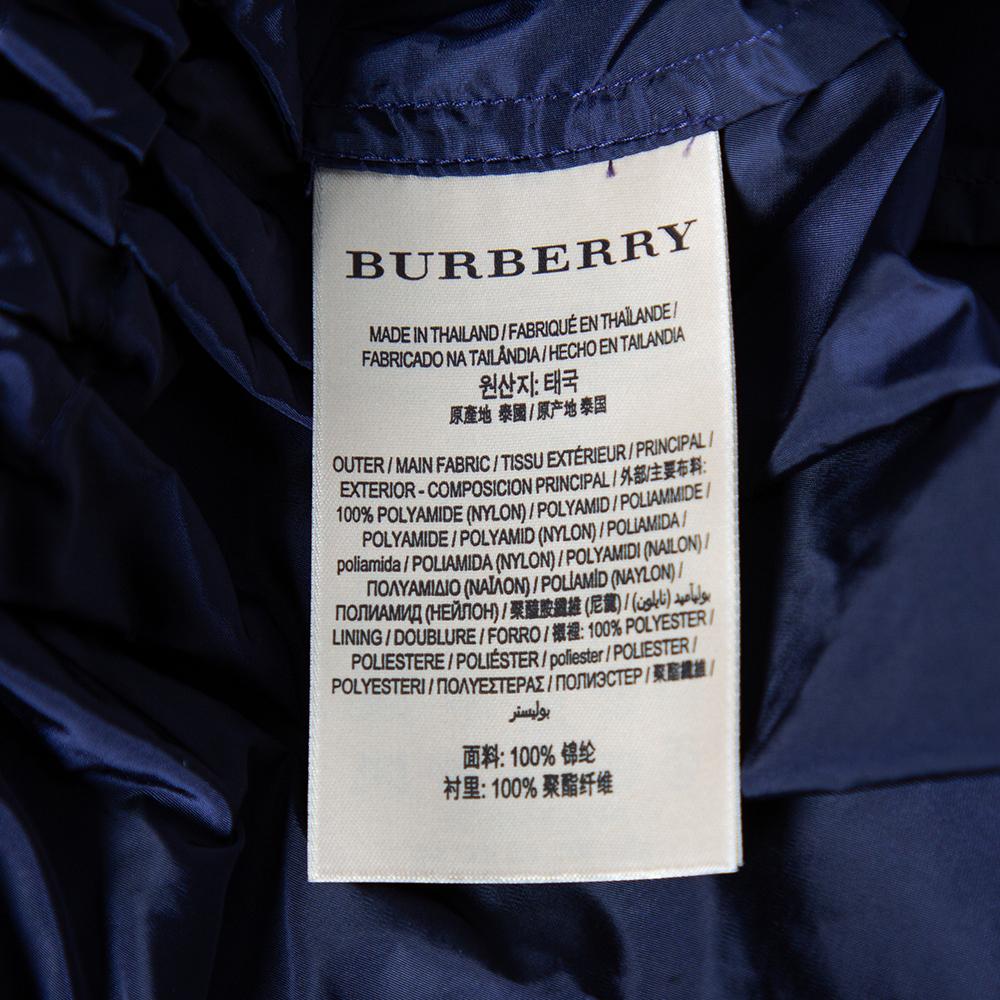 BURBERRY
MADE IN THAILAND / FABRIQUÉ EN THAÏLANDE /
FABRICADO NA TAILÂNDIA / HECHO EN TAILANDIA
원산지: 태국
原產地 泰國 / 原产地 泰国
OUTER / MAIN FABRIC / TISSU EXTÉRIEUR / PRINCIPAL /
EXTERIOR - COMPOSICION PRINCIPAL / 外部/主要布料:
100% POLYAMIDE (NYLON) / POLYAMID / POLIAMMIDE /
POLYAMIDE / POLYAMID (NYLON) / POLIAMIDA /
poliamida / POLIAMIDA (NYLON) / POLYAMIDI (NAILON) /
ΠΟΛΥΑΜΙΔΙΟ (ΝΑΪΛΟΝ) / POLİAMİD (NAYLON) /
ПОЛИАМИД (НЕЙЛОН) / 聚醯胺纖維 (尼龍) / بولياميد (نايلون) /
LINING / DOUBLURE / FORRO / 襯裡: 100% POLYESTER /
POLIESTERE / POLIÉSTER / poliester / POLIESTER /
POLYESTERI / ΠΟΛΥΕΣΤΕΡΑΣ / ПОЛИЭСТЕР / 聚酯纖維 /
بوليستر
面料: 100% 锦纶
衬里: 100% 聚酯纤维